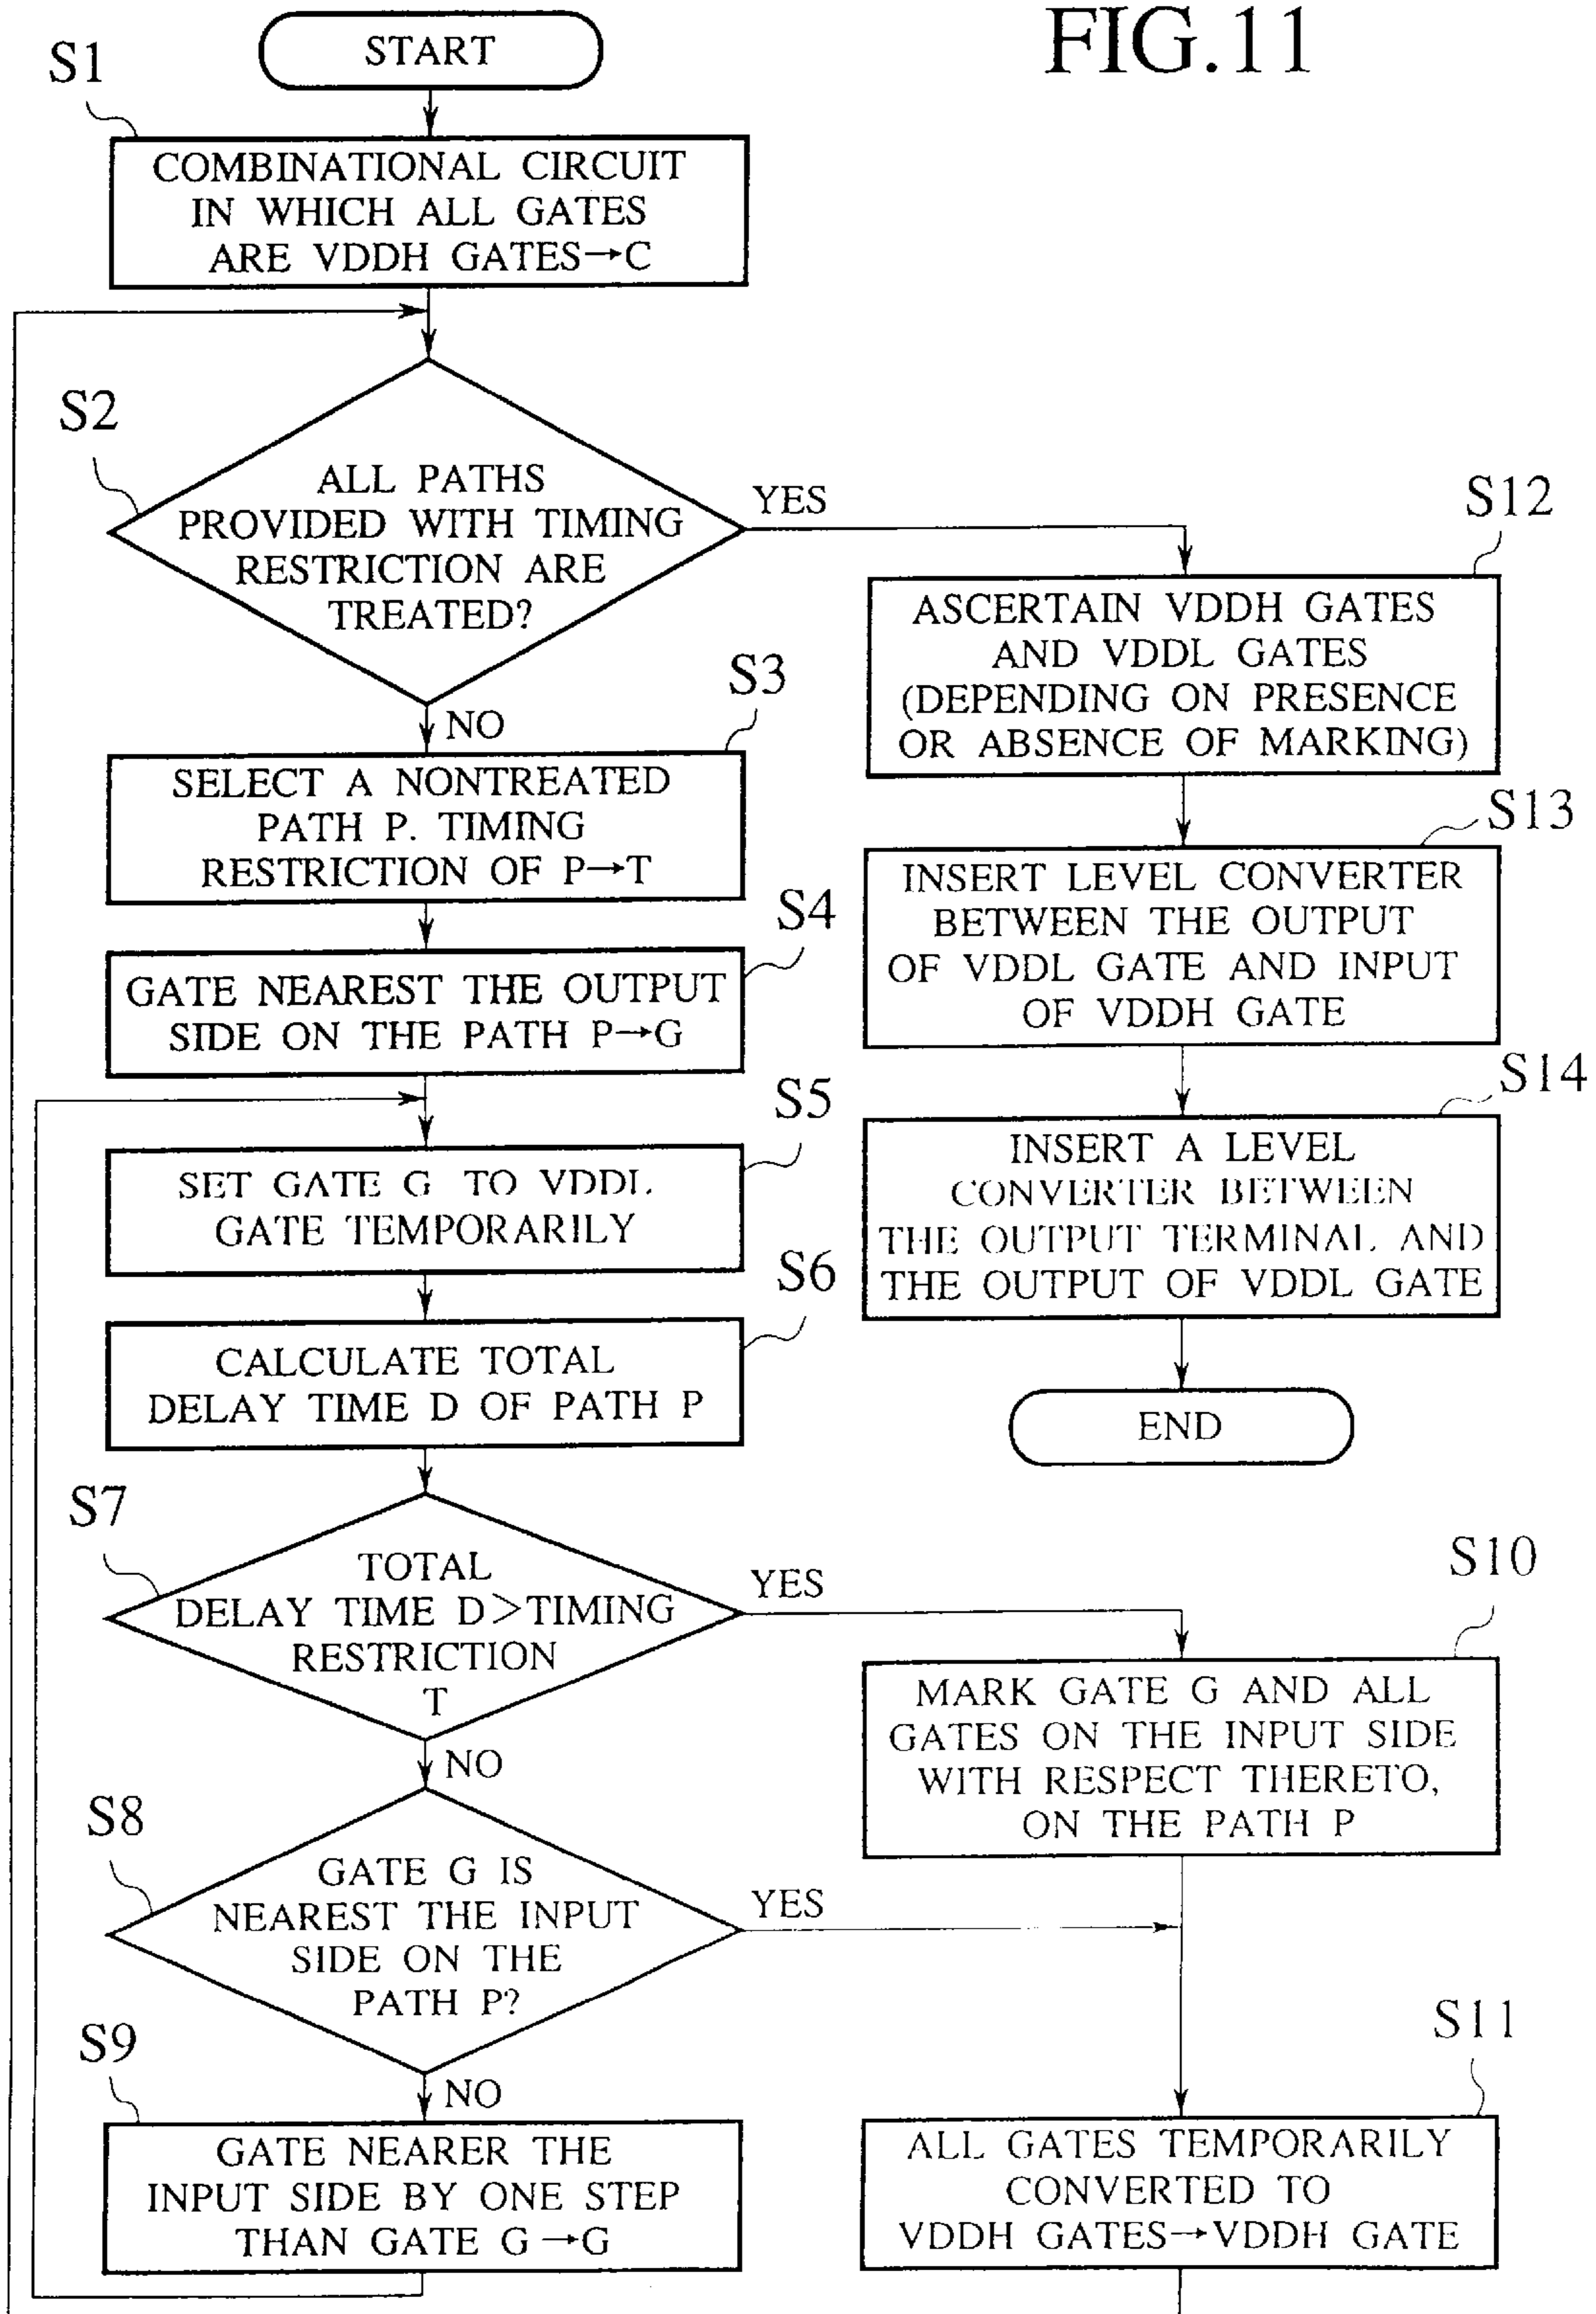 FIG.11
START
S1
COMBINATIONAL CIRCUIT
IN WHICH ALL GATES
ARE VDDH GATES→C
S2
ALL PATHS
PROVIDED WITH TIMING
RESTRICTION ARE
TREATED?
YES
NO
S3
SELECT A NONTREATED
PATH P. TIMING
RESTRICTION OF P→T
S4
GATE NEAREST THE OUTPUT
SIDE ON THE PATH P→G
S5
SET GATE G TO VDDL
GATE TEMPORARILY
S6
CALCULATE TOTAL
DELAY TIME D OF PATH P
S7
TOTAL
DELAY TIME D>TIMING
RESTRICTION
T
YES
NO
S8
GATE G IS
NEAREST THE INPUT
SIDE ON THE
PATH P?
YES
NO
S9
GATE NEARER THE
INPUT SIDE BY ONE STEP
THAN GATE G→G
S12
ASCERTAIN VDDH GATES
AND VDDL GATES
(DEPENDING ON PRESENCE
OR ABSENCE OF MARKING)
S13
INSERT LEVEL CONVERTER
BETWEEN THE OUTPUT
OF VDDL GATE AND INPUT
OF VDDH GATE
S14
INSERT A LEVEL
CONVERTER BETWEEN
THE OUTPUT TERMINAL AND
THE OUTPUT OF VDDL GATE
END
S10
MARK GATE G AND ALL
GATES ON THE INPUT SIDE
WITH RESPECT THERETO,
ON THE PATH P
S11
ALL GATES TEMPORARILY
CONVERTED TO
VDDH GATES→VDDH GATE